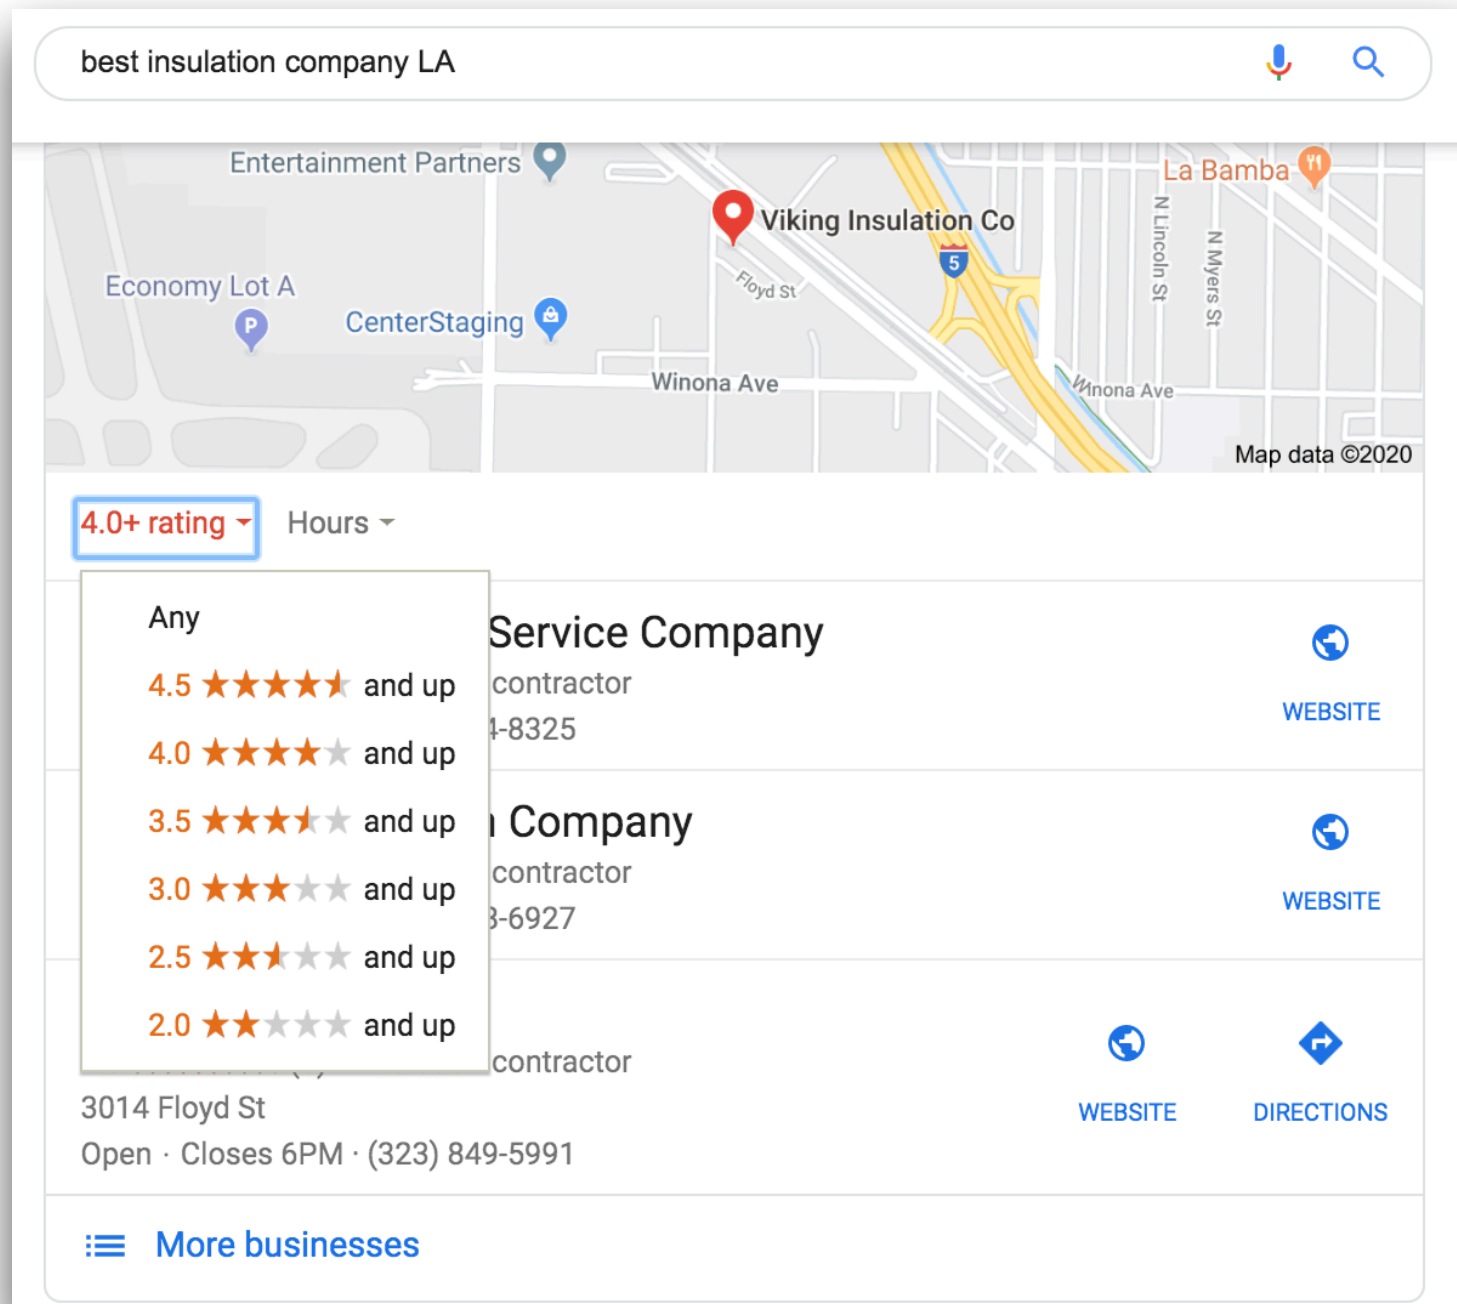 best insulation company LA
Entertainment Partners
La Bamba
Viking Insulation Co
N Lincoln St
N Myers St
5
Floyd St
Economy Lot A
P
CenterStaging
Winona Ave
Winona Ave
Map data ©2020
4.0+ rating
Hours
Any
4.5 and up
4.0 and up
3.5 and up
3.0 and up
2.5 and up
2.0 and up
Service Company
contractor
-8325
WEBSITE
Company
contractor
-6927
WEBSITE
contractor
3014 Floyd St
Open · Closes 6PM · (323) 849-5991
WEBSITE
DIRECTIONS
More businesses